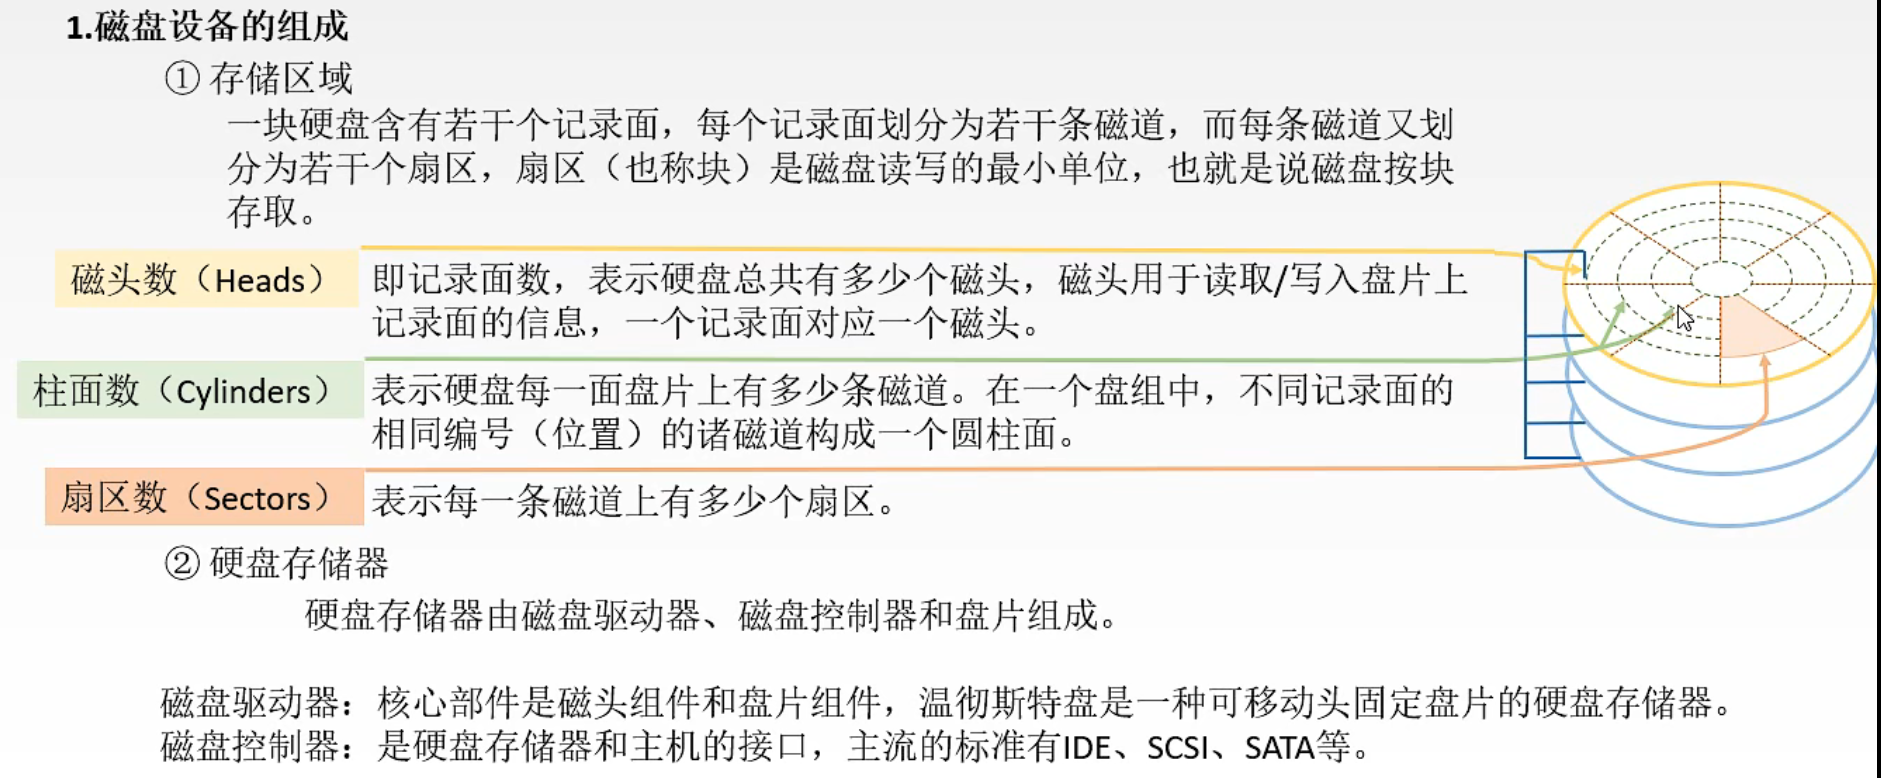 1.磁盘设备的组成
① 存储区域
一块硬盘含有若干个记录面，每个记录面划分为若干条磁道，而每条磁道又划
分为若干个扇区，扇区（也称块）是磁盘读写的最小单位，也就是说磁盘按块
存取。
磁头数（Heads）
即记录面数，表示硬盘总共有多少个磁头，磁头用于读取/写入盘片上
记录面的信息，一个记录面对应一个磁头。
柱面数（Cylinders）
表示硬盘每一面盘片上有多少条磁道。在一个盘组中，不同记录面的
相同编号（位置）的诸磁道构成一个圆柱面。
扇区数（Sectors）
表示每一条磁道上有多少个扇区。
② 硬盘存储器
硬盘存储器由磁盘驱动器、磁盘控制器和盘片组成。
磁盘驱动器：核心部件是磁头组件和盘片组件，温彻斯特盘是一种可移动头固定盘片的硬盘存储器。
磁盘控制器：是硬盘存储器和主机的接口，主流的标准有IDE、SCSI、SATA等。